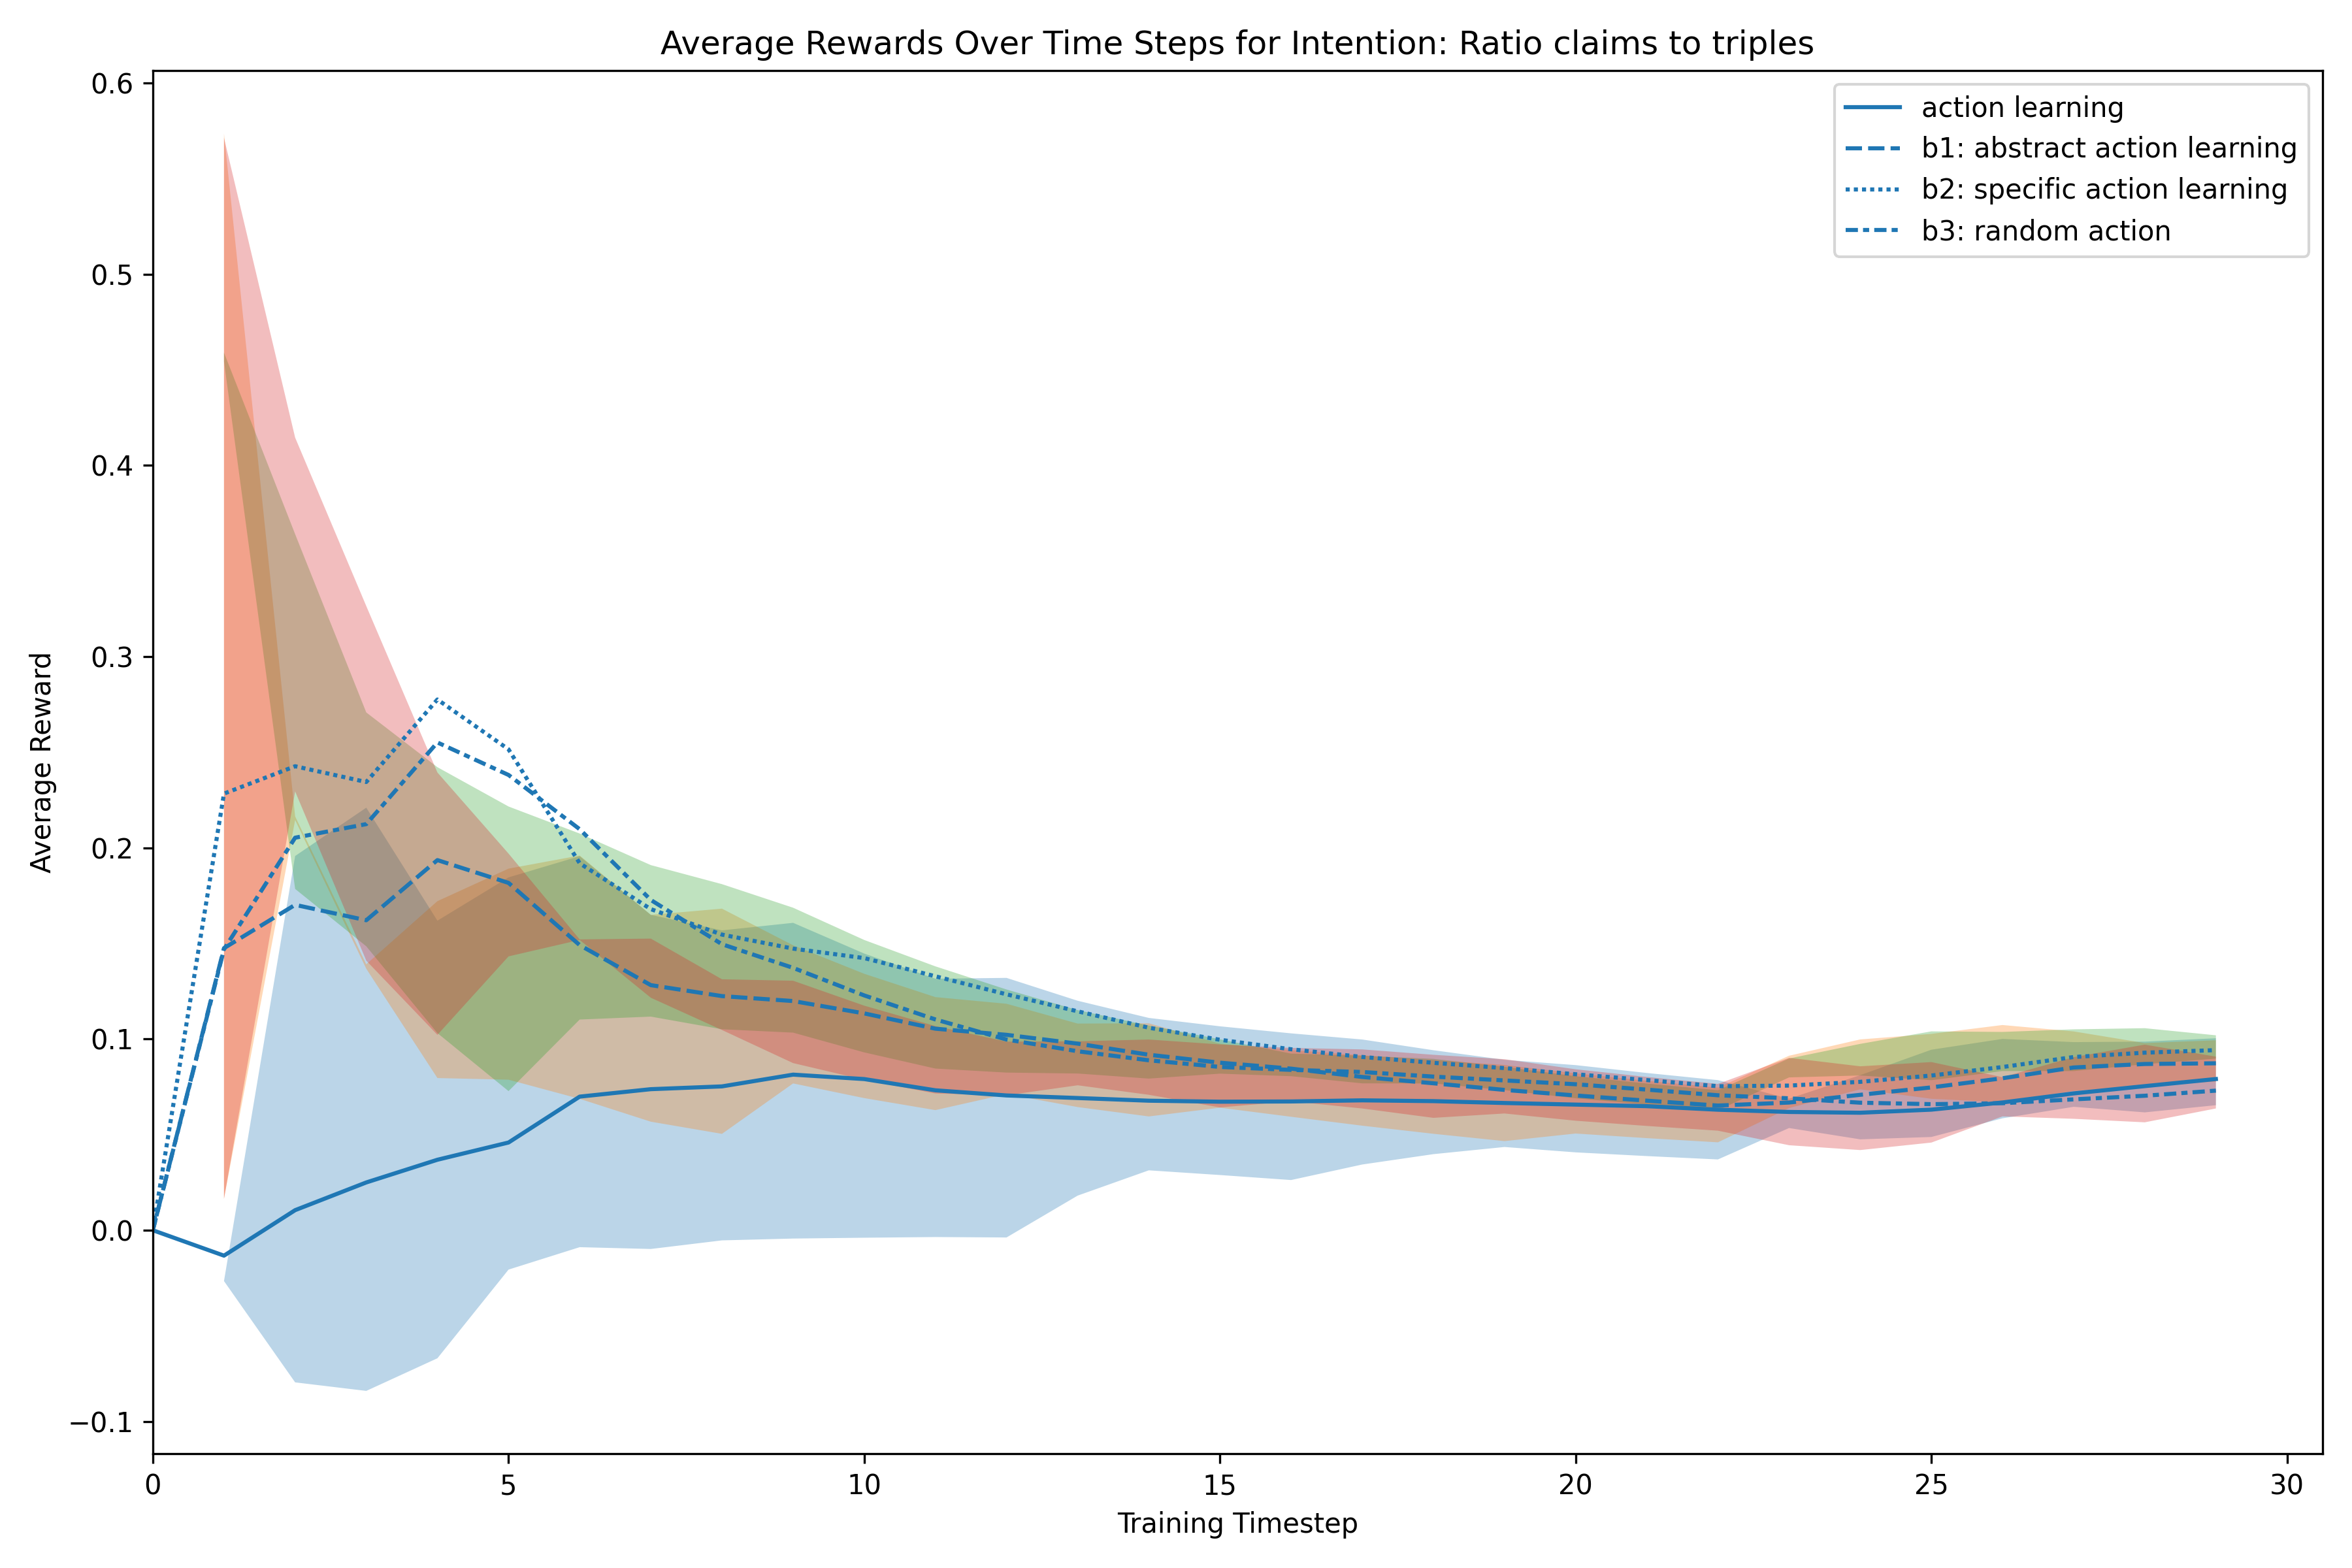 Average Rewards Over Time Steps for Intention: Ratio claims to triples
action learning
b1: abstract action learning
b2: specific action learning
b3: random action
0.6
0.5
0.4
0.3
0.2
0.1
0.0
−0.1
Average Reward
0 5 10 15 20 25 30
Training Timestep